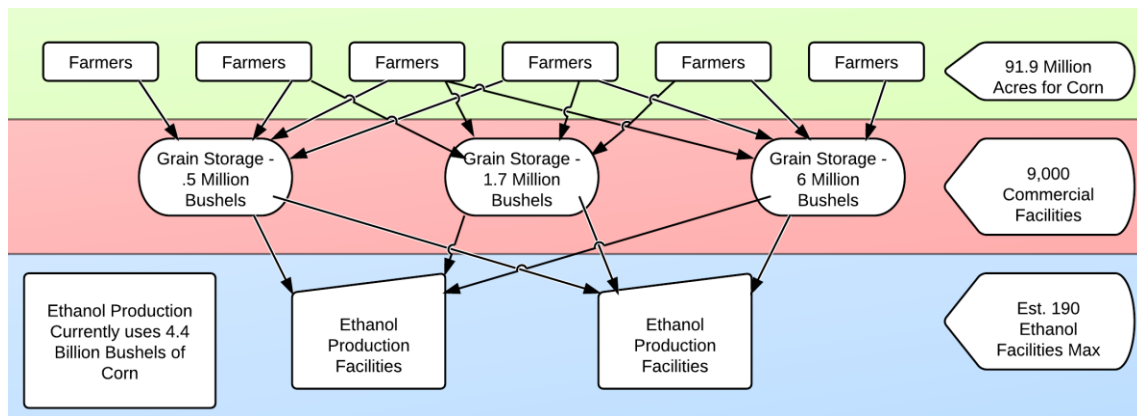 Farmers
Farmers
Farmers
Farmers
Farmers
Farmers
91.9 Million
Acres for Corn
Grain Storage -
.5 Million
Bushels
Grain Storage -
1.7 Million
Bushels
Grain Storage -
6 Million
Bushels
9,000
Commercial
Facilities
Ethanol Production
Currently uses 4.4
Billion Bushels of
Corn
Ethanol
Production
Facilities
Ethanol
Production
Facilities
Est. 190
Ethanol
Facilities Max